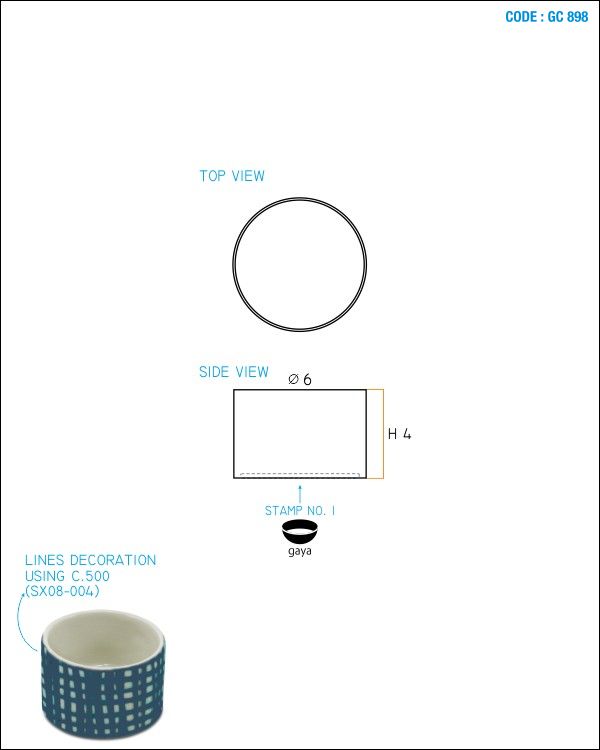 CODE : GC 898
TOP VIEW
SIDE VIEW
Ø 6
H 4
STAMP NO. 1
gaya
LINES DECORATION
USING C.500
(SX08-004)